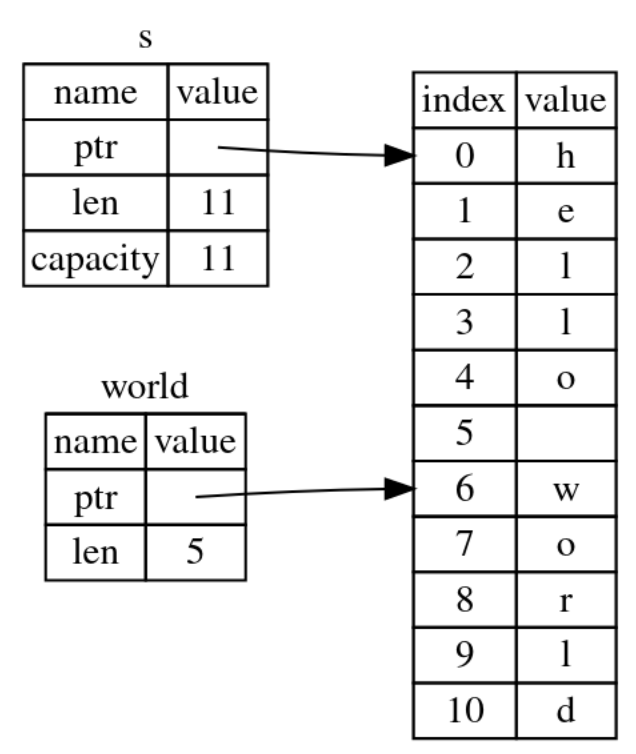 s
name value
ptr
len 11
capacity 11
world
name value
ptr
len 5
index value
0 h
1 e
2 l
3 l
4 o
5
6 w
7 o
8 r
9 l
10 d